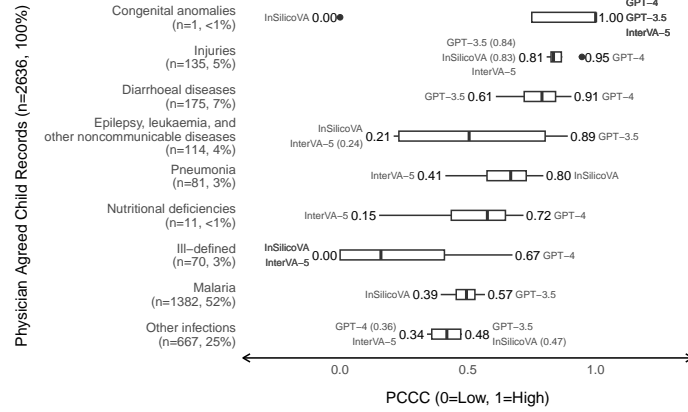 GPT−4
Congenital anomalies
(n=1, <1%)
InSilicoVA 0.00
1.00 GPT−3.5
InterVA−5
Injuries
(n=135, 5%)
GPT−3.5 (0.84)
InSilicoVA (0.83) 0.81
InterVA−5
0.95 GPT−4
Diarrhoeal diseases
(n=175, 7%)
GPT−3.5 0.61
0.91 GPT−4
Epilepsy, leukaemia, and
other noncommunicable diseases
(n=114, 4%)
InSilicoVA
InterVA−5 (0.24) 0.21
0.89 GPT−3.5
Pneumonia
(n=81, 3%)
InterVA−5 0.41
0.80 InSilicoVA
Nutritional deficiencies
(n=11, <1%)
InterVA−5 0.15
0.72 GPT−4
Ill−defined
(n=70, 3%)
InSilicoVA
InterVA−5 0.00
0.67 GPT−4
Malaria
(n=1382, 52%)
InSilicoVA 0.39
0.57 GPT−3.5
Other infections
(n=667, 25%)
GPT−4 (0.36)
InterVA−5 0.34
0.48 GPT−3.5
InSilicoVA (0.47)
0.0 0.5 1.0
PCCC (0=Low, 1=High)
Physician Agreed Child Records (n=2636, 100%)